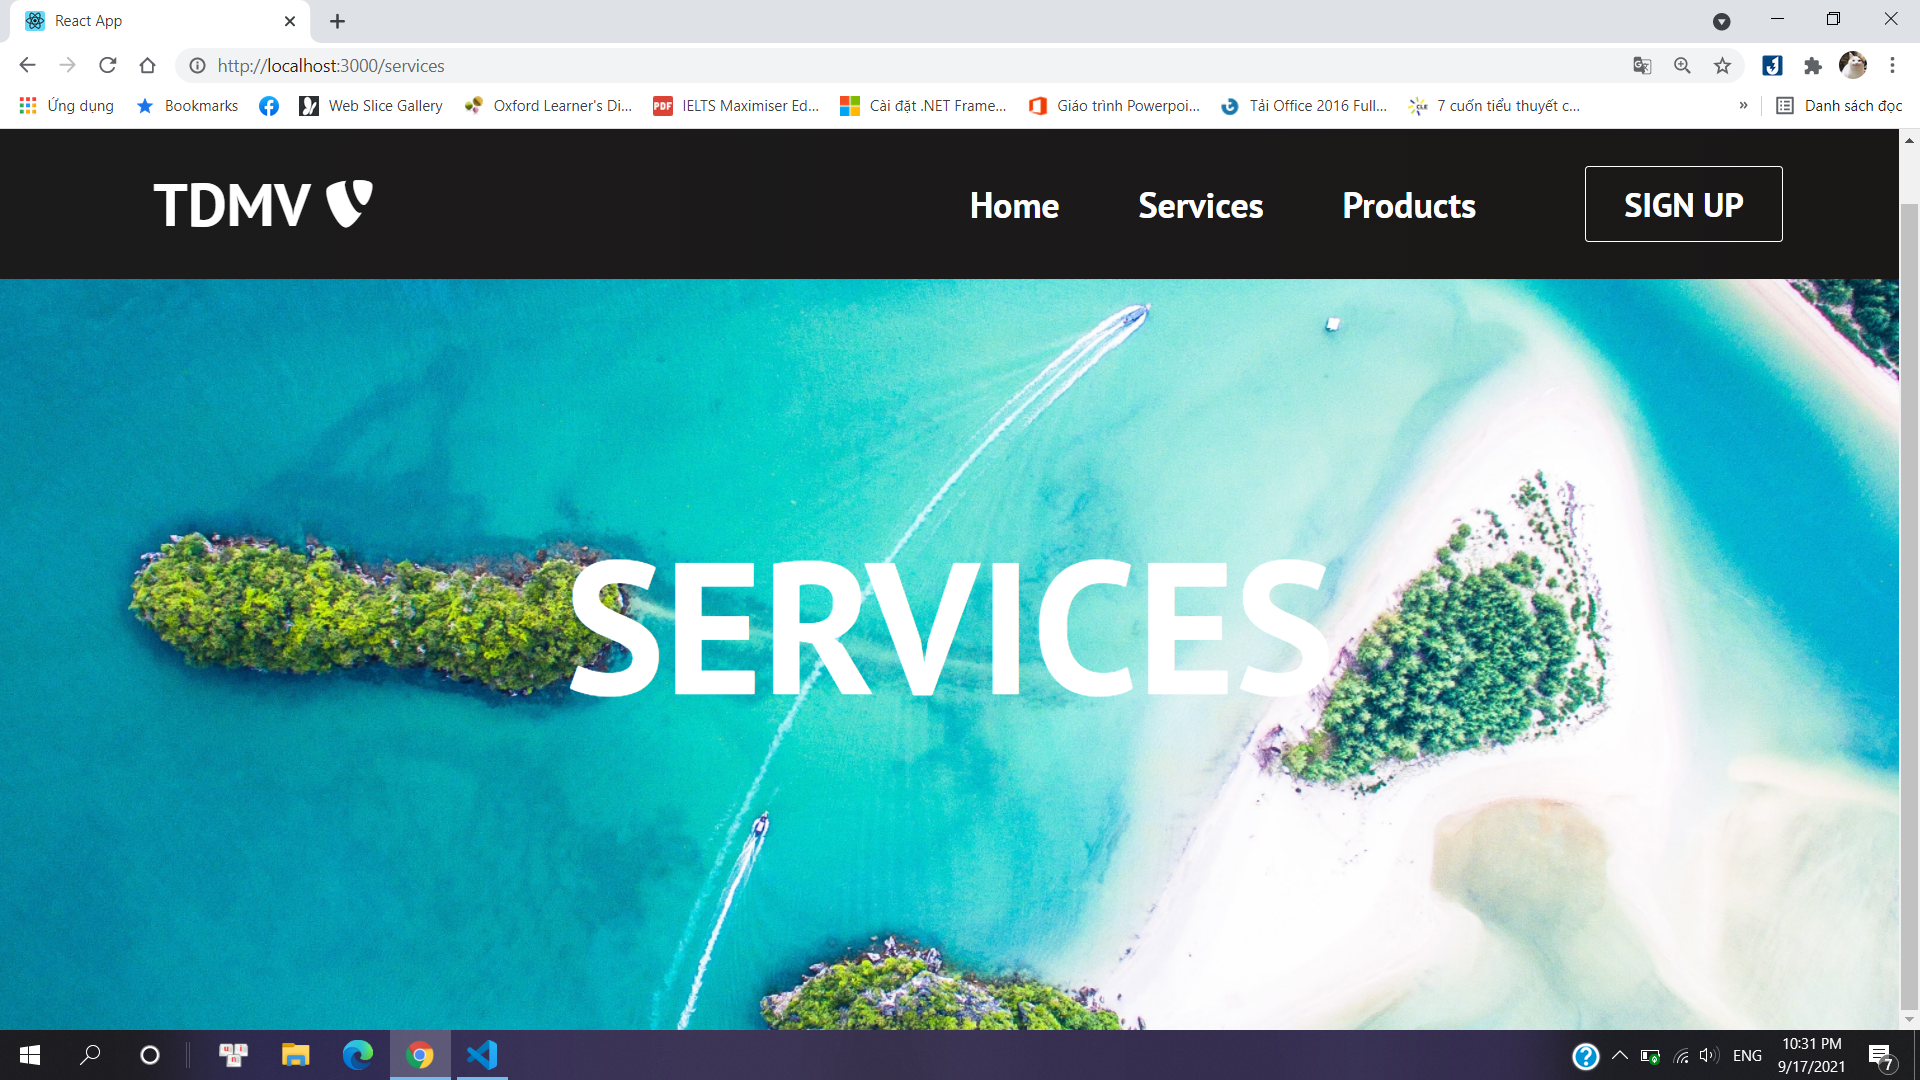 React App
http://localhost:3000/services
Ứng dụng Bookmarks Web Slice Gallery Oxford Learner's Di... PDF IELTS Maximiser Ed... Cài đặt .NET Frame... Giáo trình Powerpoi... Tải Office 2016 Full... CLE 7 cuốn tiểu thuyết c... » Danh sách đọc
TDMV Home Services Products SIGN UP
SERVICES
ENG
10:31 PM
9/17/2021
7